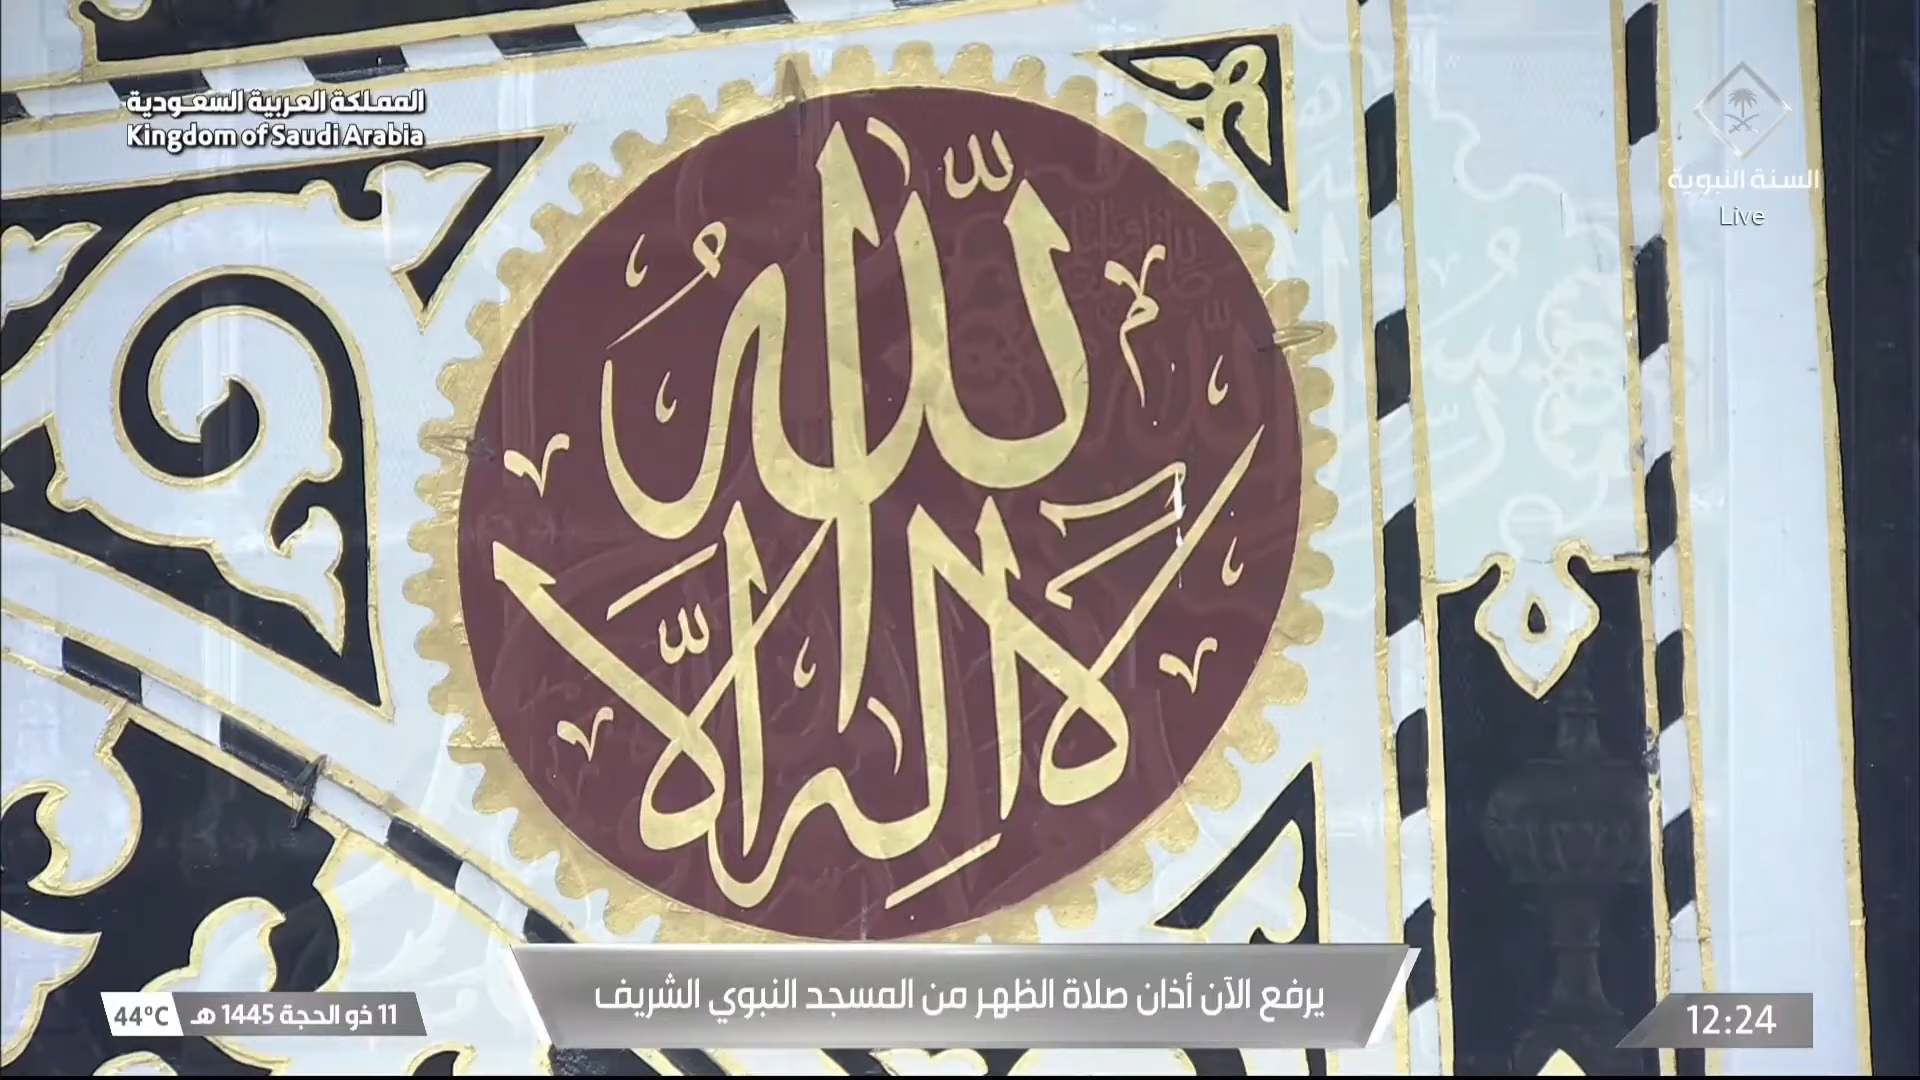 المملكة العربية السعودية
Kingdom of Saudi Arabia
السنة النبوية
Live
لا إله إلا الله
يرفع الآن أذان صلاة الظهر من المسجد النبوي الشريف
44°C
11 ذو الحجة 1445 هـ
12:24